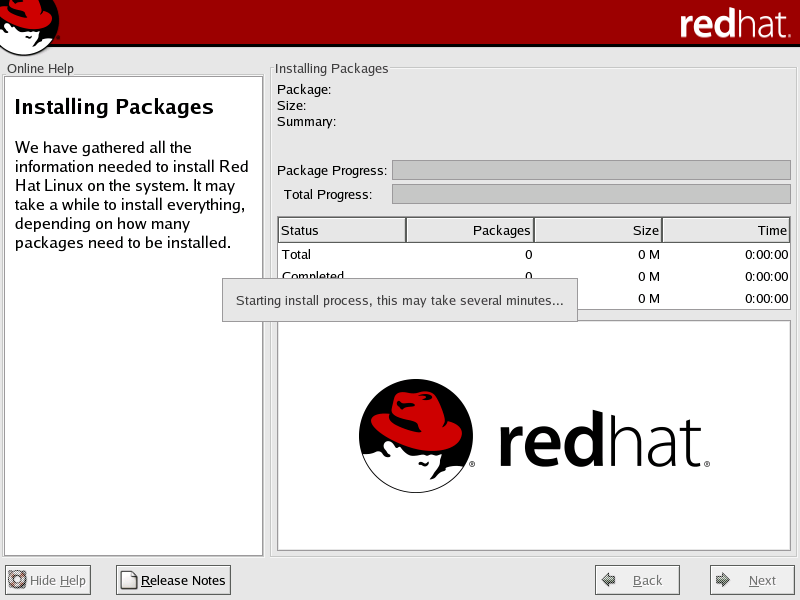 redhat.
Online Help
Installing Packages
We have gathered all the
information needed to install Red
Hat Linux on the system. It may
take a while to install everything,
depending on how many
packages need to be installed.
Installing Packages
Package:
Size:
Summary:
Package Progress:
Total Progress:
Status Packages Size Time
Total 0 0 M 0:00:00
Completed 0 0 M 0:00:00
0 M 0:00:00
Starting install process, this may take several minutes...
redhat.®
Hide Help
Release Notes
Back
Next